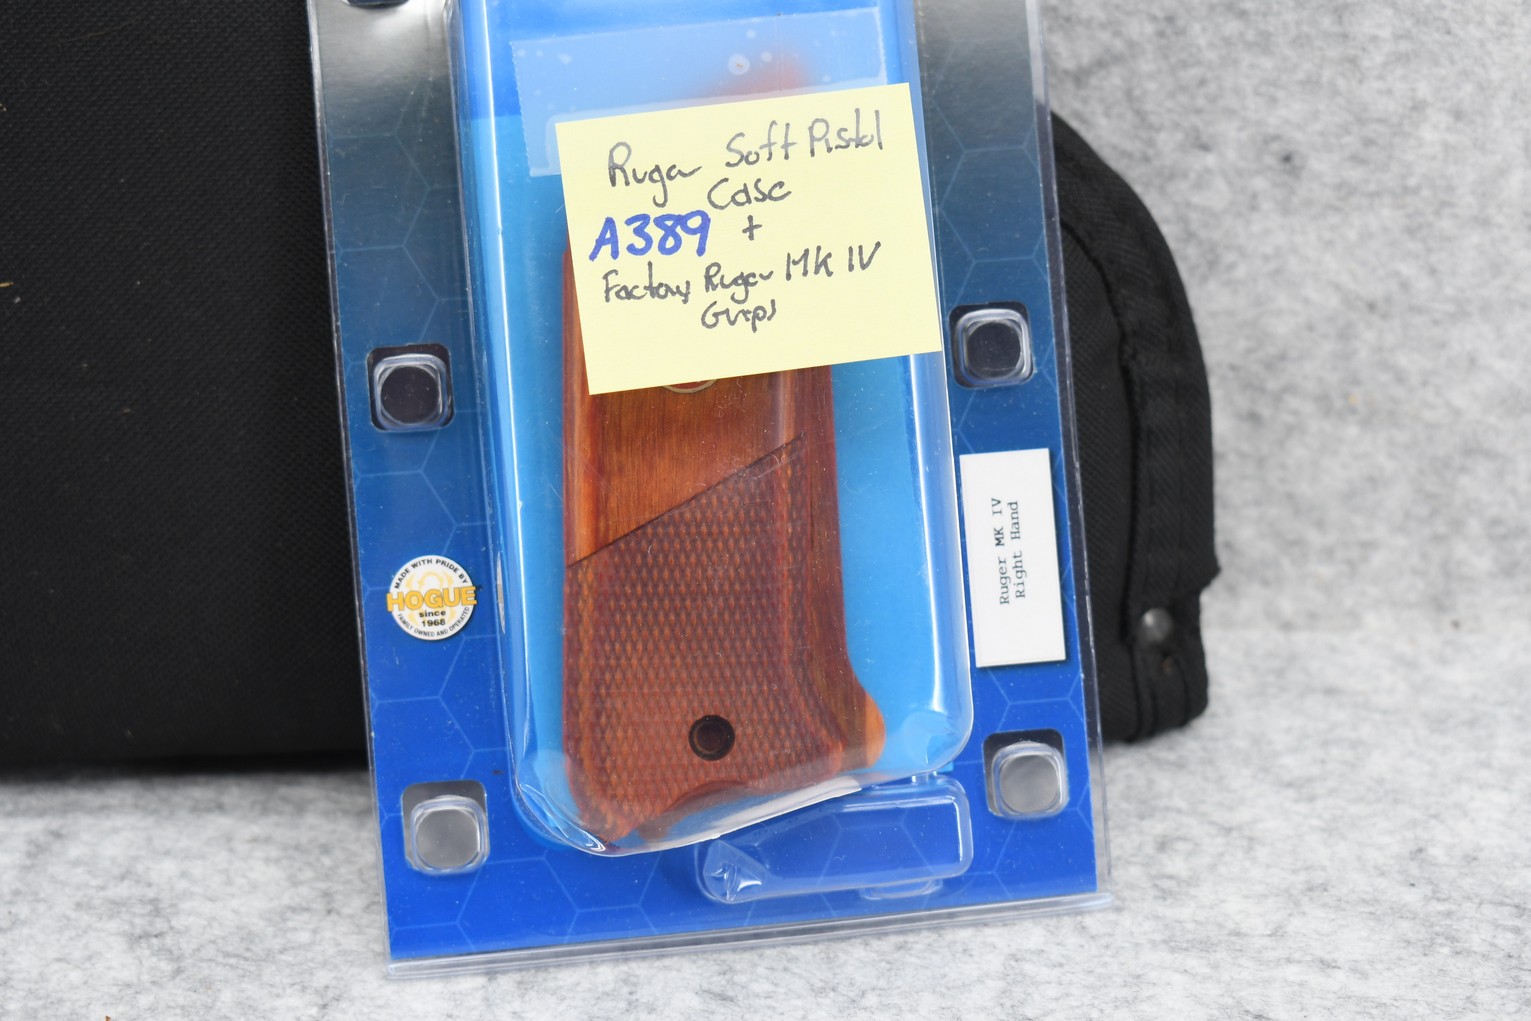 Ruger Soft Pistol
Case
A389 +
Factory Ruger Mk IV
Grips
MADE WITH PRIDE BY
HOGUE
since
1968
FAMILY OWNED AND OPERATED
Ruger MK IV
Right Hand